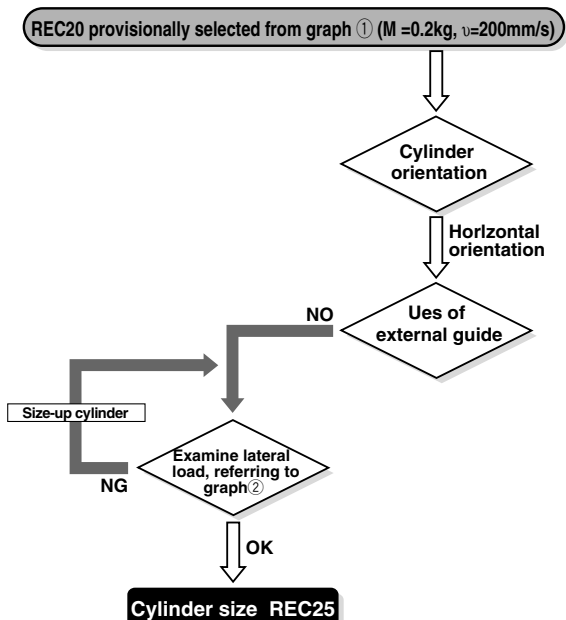 REC20 provisionally selected from graph ① (M =0.2kg, υ=200mm/s)
Cylinder
orientation
HorIzontal
orientation
Ues of
external guide
NO
Size-up cylinder
Examine lateral
load, referring to
graph②
NG
OK
Cylinder size REC25